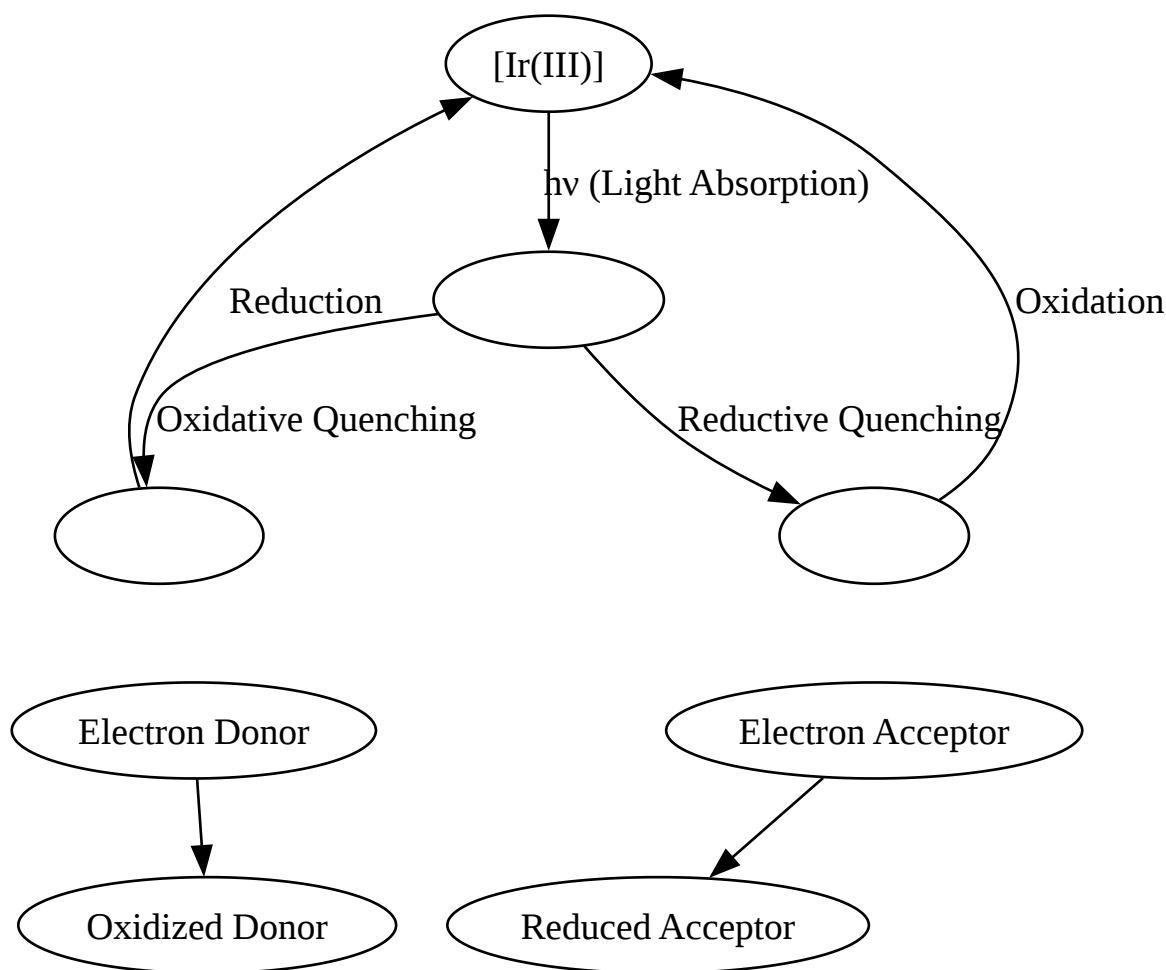 [Ir(III)]
hν (Light Absorption)
Reduction
Oxidation
Oxidative Quenching
Reductive Quenching
Electron Donor
Electron Acceptor
Oxidized Donor
Reduced Acceptor